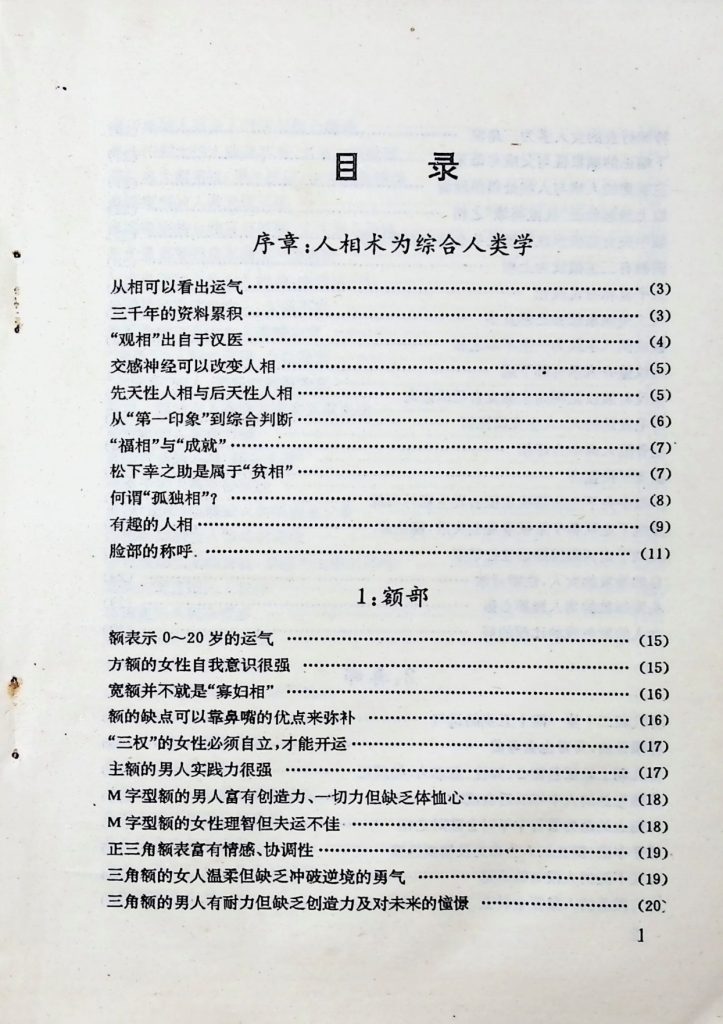 目 录
序章:人相术为综合人类学
从相可以看出运气……(3)
三千年的资料累积……(3)
“观相”出自于汉医……(4)
交感神经可以改变人相……(5)
先天性人相与后天性人相……(5)
从“第一印象”到综合判断……(6)
“福相”与“成就”……(7)
松下幸之助是属于“贫相”……(7)
何谓“孤独相”?……(8)
有趣的人相……(9)
脸部的称呼……(11)
1:额部
额表示0~20岁的运气……(15)
方额的女性自我意识很强……(15)
宽额并不就是“寡妇相”……(16)
额的缺点可以靠鼻嘴的优点来弥补……(16)
“三权”的女性必须自立,才能开运……(17)
主额的男人实践力很强……(17)
M字型额的男人富有创造力、一切力但缺乏体恤心……(18)
M字型额的女性理智但夫运不佳……(18)
正三角额表富有情感、协调性……(19)
三角额的女人温柔但缺乏冲破逆境的勇气……(19)
三角额的男人有耐力但缺乏创造力及对未来的憧憬……(20)
1